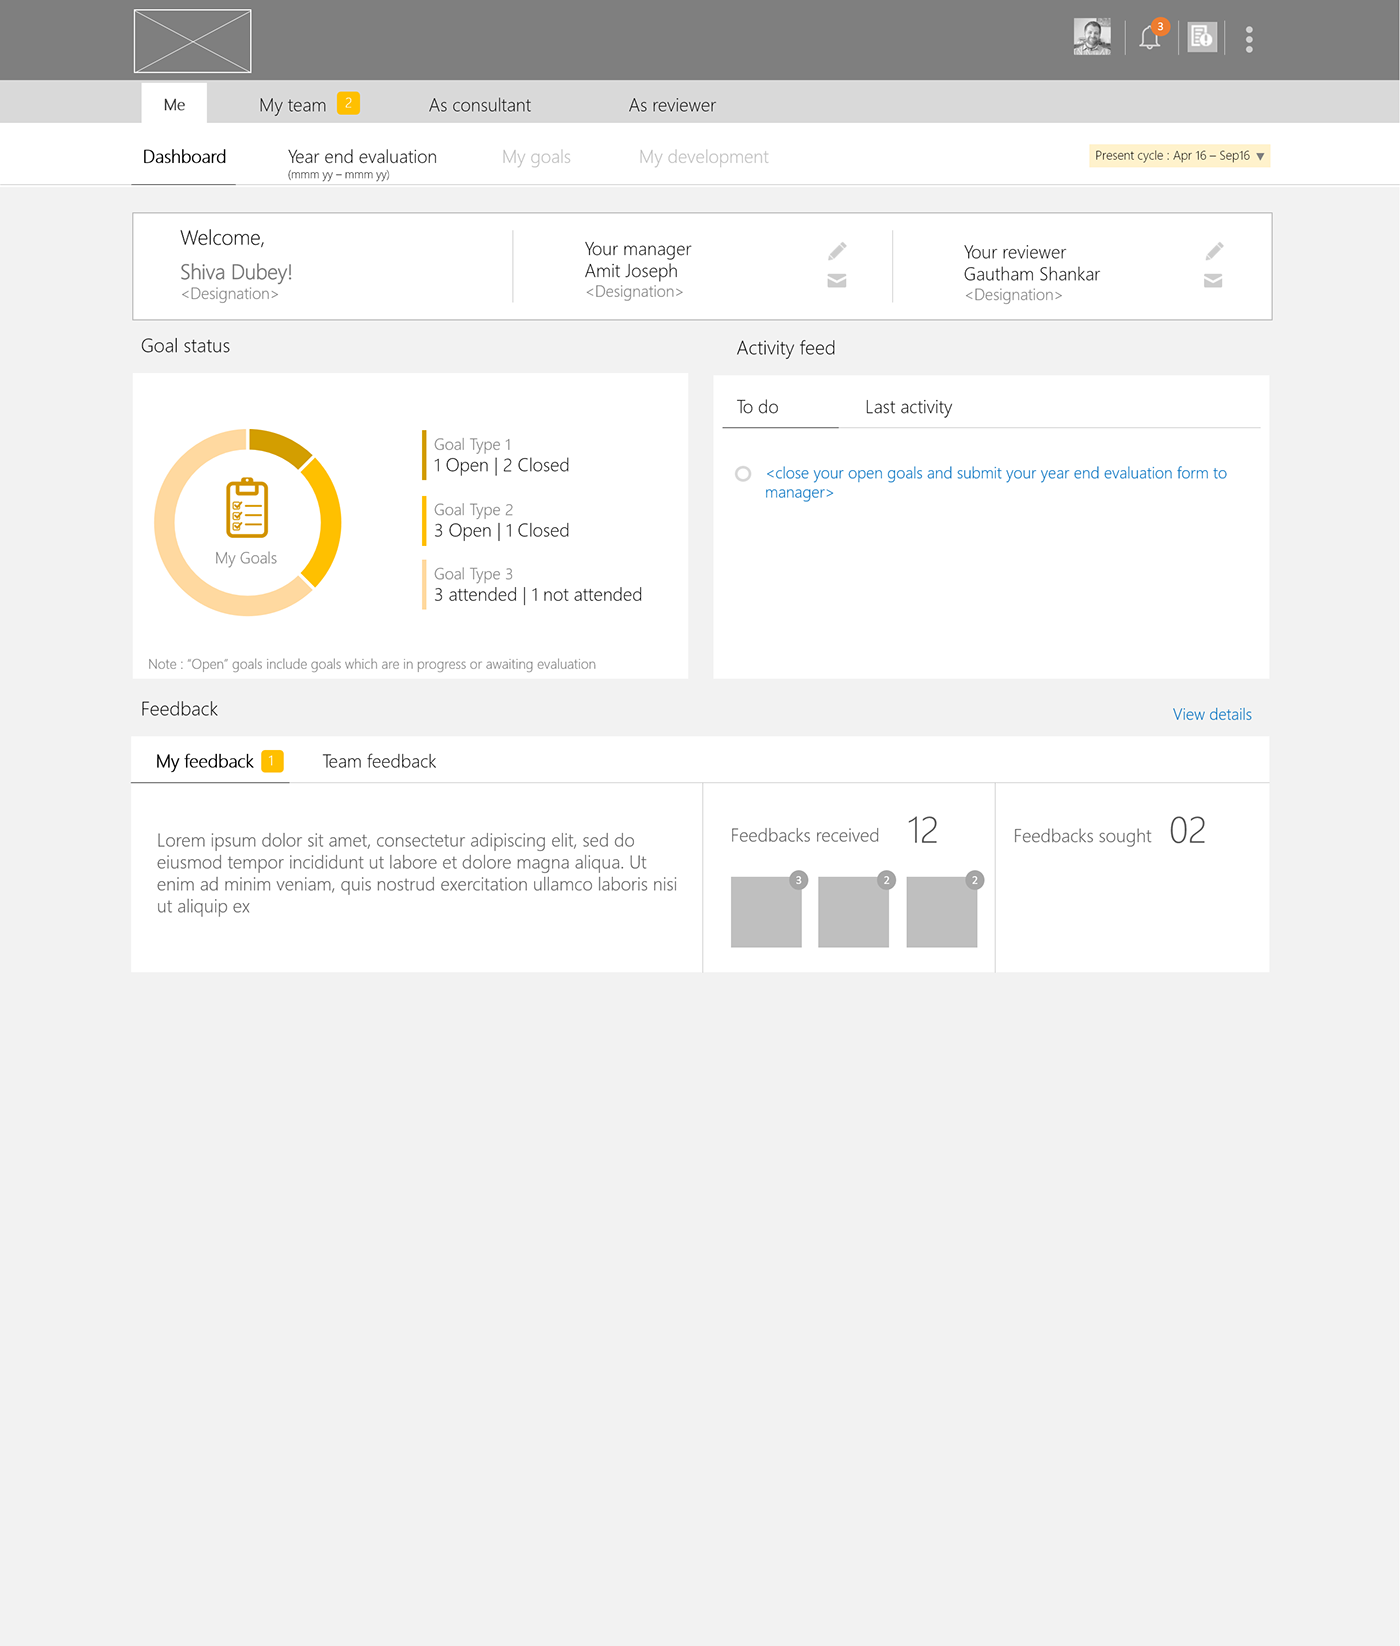 3
Me
My team 2
As consultant
As reviewer
Dashboard
Year end evaluation
(mmm yy – mmm yy)
My goals
My development
Present cycle : Apr 16 – Sep16
Welcome,
Shiva Dubey!
<Designation>
Your manager
Amit Joseph
<Designation>
Your reviewer
Gautham Shankar
<Designation>
Goal status
My Goals
Goal Type 1
1 Open | 2 Closed
Goal Type 2
3 Open | 1 Closed
Goal Type 3
3 attended | 1 not attended
Note : “Open” goals include goals which are in progress or awaiting evaluation
Activity feed
To do
Last activity
<close your open goals and submit your year end evaluation form to
manager>
Feedback
View details
My feedback 1
Team feedback
Lorem ipsum dolor sit amet, consectetur adipiscing elit, sed do
eiusmod tempor incididunt ut labore et dolore magna aliqua. Ut
enim ad minim veniam, quis nostrud exercitation ullamco laboris nisi
ut aliquip ex
Feedbacks received 12
3
2
2
Feedbacks sought 02